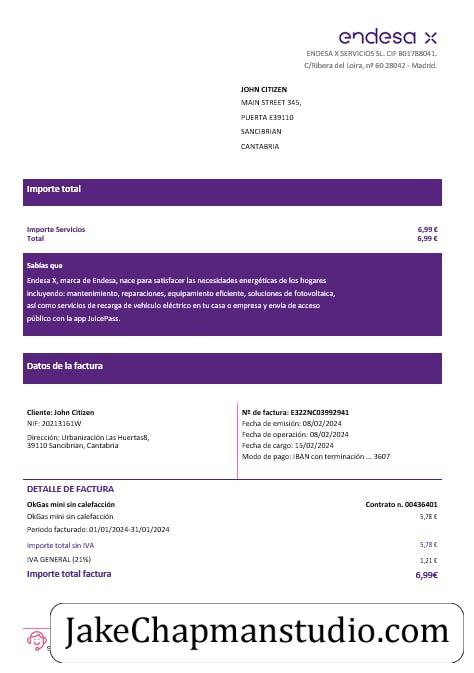 endesa x
ENDESA X SERVICIOS SL. CIF B01788041.
C/Ribera del Loira, nº 60 28042 - Madrid.
JOHN CITIZEN
MAIN STREET 345,
PUERTA E39110
SANCIBRIAN
CANTABRIA
Importe total
Importe Servicios 6,99 €
Total 6,99 €
Sabías que
Endesa X, marca de Endesa, nace para satisfacer las necesidades energéticas de los hogares
incluyendo: mantenimiento, reparaciones, equipamiento eficiente, soluciones de fotovoltaica,
así como servicios de recarga de vehículo eléctrico en tu casa o empresa y envía de acceso
público con la app JuicePass.
Datos de la factura
Cliente: John Citizen
NIF: 20213161W
Dirección: Urbanización Las Huertas8,
39110 Sancibrian, Cantabria
Nº de factura: E322NC03992941
Fecha de emisión: 08/02/2024
Fecha de operación: 08/02/2024
Fecha de cargo: 15/02/2024
Modo de pago: IBAN con terminación ... 3607
DETALLE DE FACTURA
OkGas mini sin calefacción Contrato n. 00436401
OkGas mini sin calefacción 5,78 €
Periodo facturado: 01/01/2024-31/01/2024
Importe total sin IVA 5,78 €
IVA GENERAL (21%) 1,21 €
Importe total factura 6,99€
JakeChapmanstudio.com